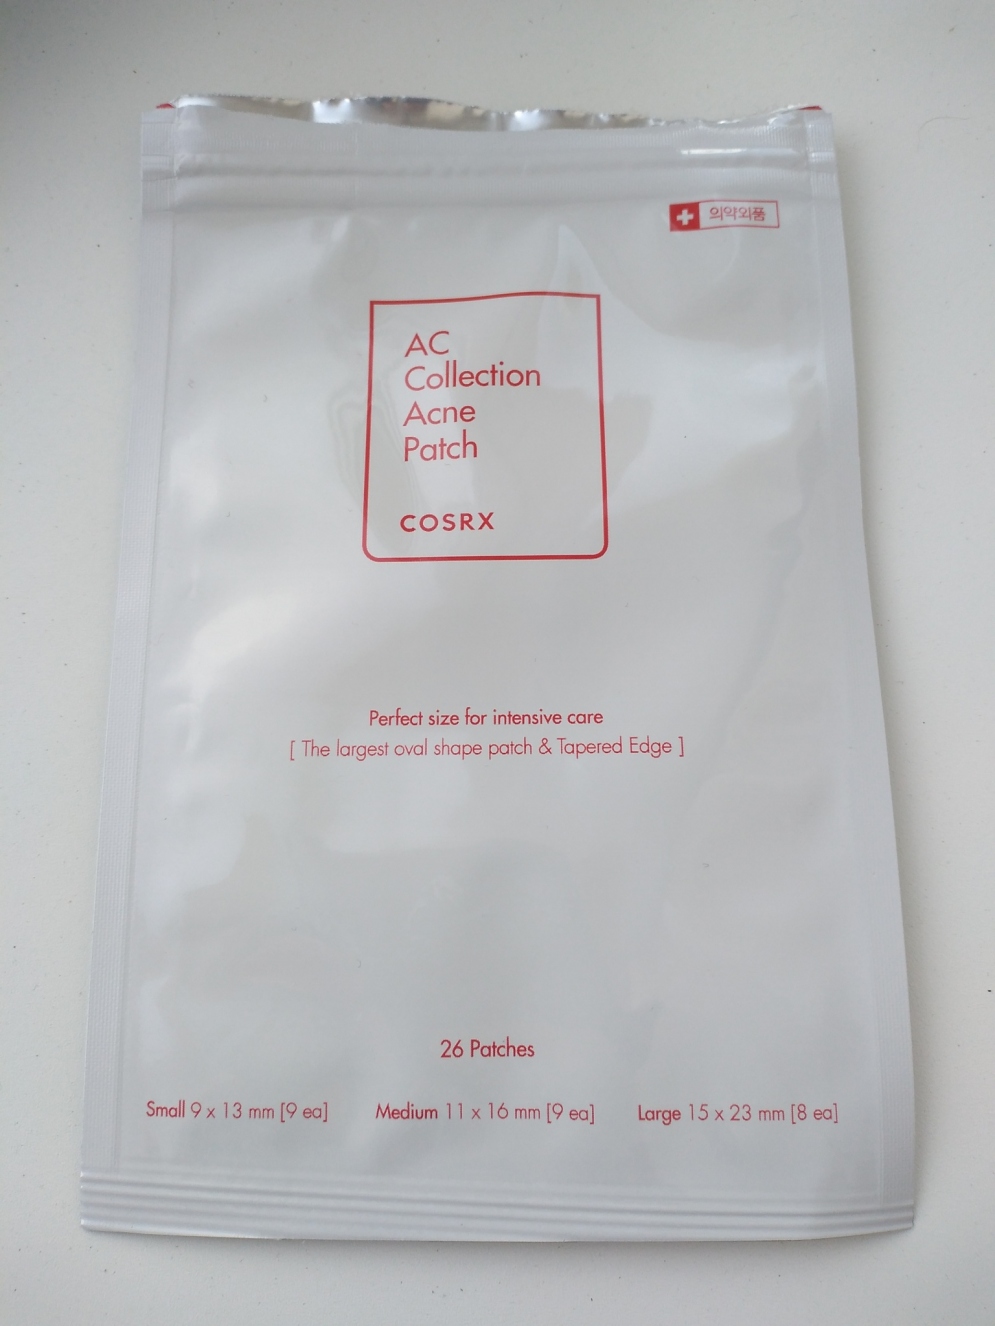 의약외품
AC
Collection
Acne
Patch
COSRX
Perfect size for intensive care
[ The largest oval shape patch & Tapered Edge ]
26 Patches
Small 9 x 13 mm [9 ea] Medium 11 x 16 mm [9 ea] Large 15 x 23 mm [8 ea]